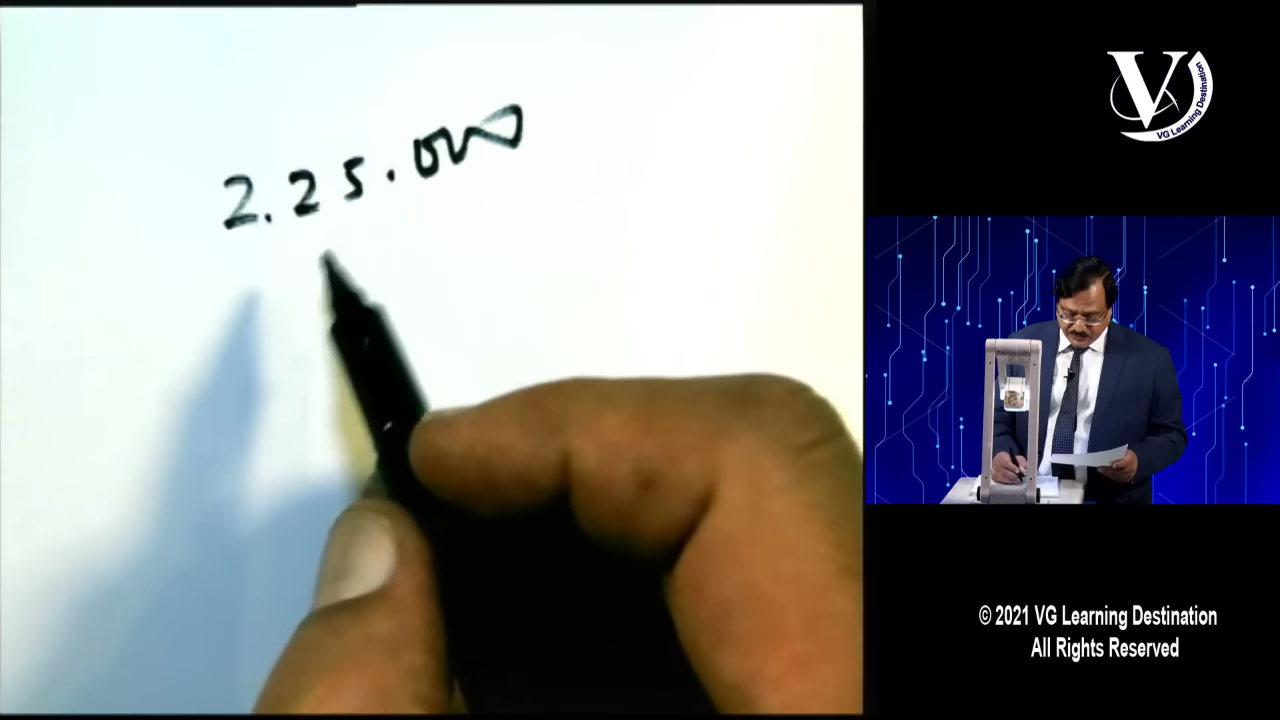 2.25.000
V
VG Learning Destination
© 2021 VG Learning Destination
All Rights Reserved